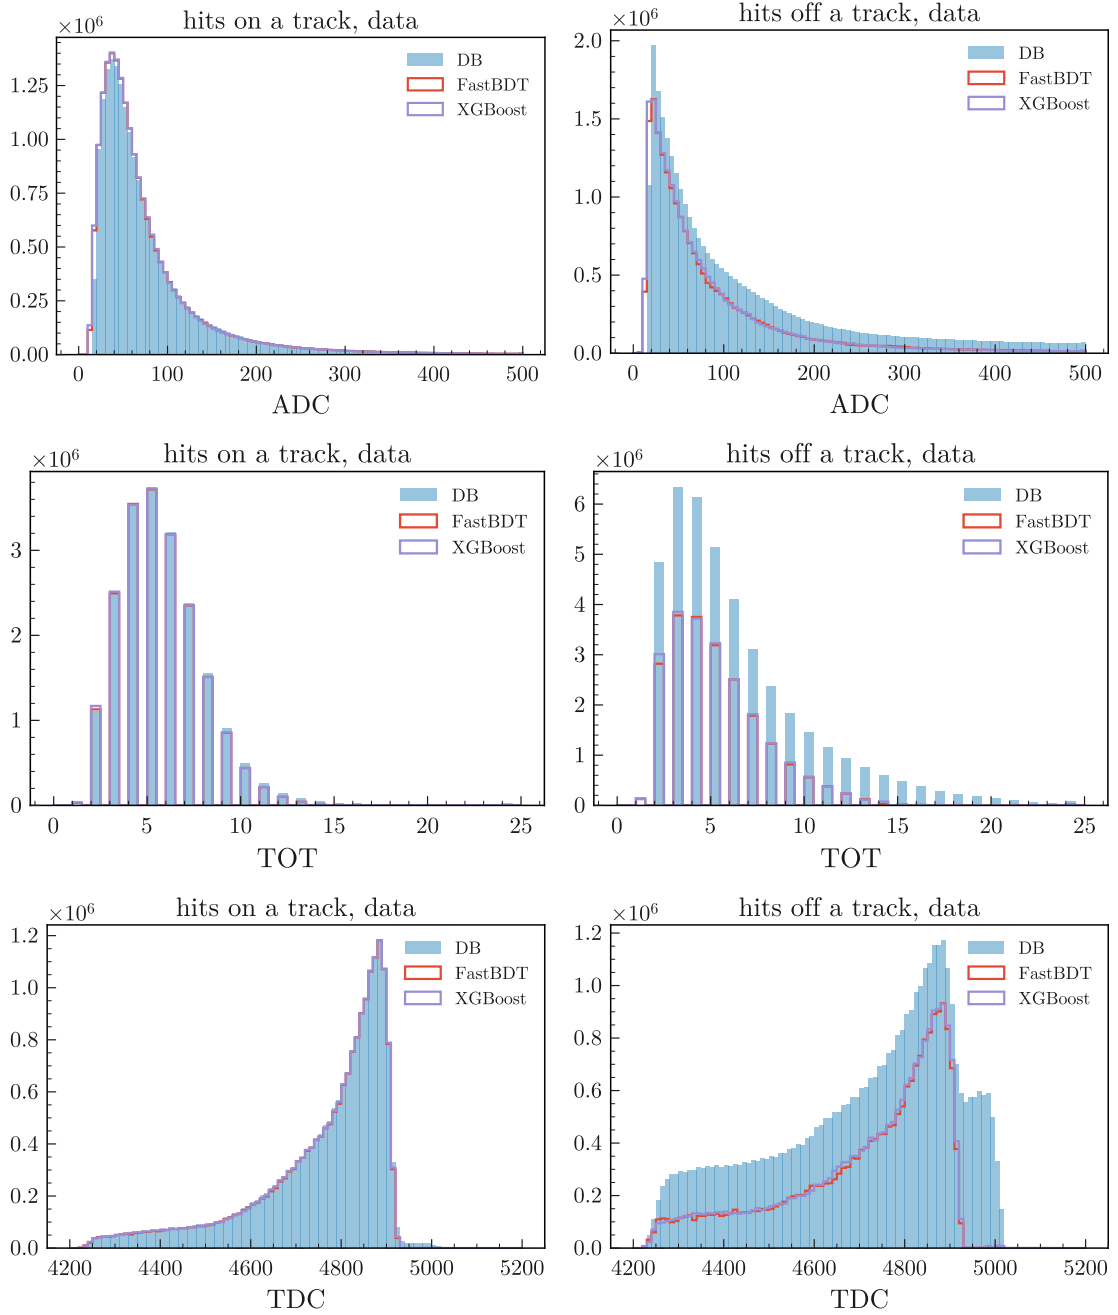 hits on a track, data
×10⁶
DB
FastBDT
XGBoost
1.25
1.00
0.75
0.50
0.25
0.00
0 100 200 300 400 500
ADC
hits off a track, data
×10⁶
DB
FastBDT
XGBoost
2.0
1.5
1.0
0.5
0.0
0 100 200 300 400 500
ADC
hits on a track, data
×10⁶
DB
FastBDT
XGBoost
3
2
1
0
0 5 10 15 20 25
TOT
hits off a track, data
×10⁶
DB
FastBDT
XGBoost
6
5
4
3
2
1
0
0 5 10 15 20 25
TOT
hits on a track, data
×10⁶
DB
FastBDT
XGBoost
1.2
1.0
0.8
0.6
0.4
0.2
0.0
4200 4400 4600 4800 5000 5200
TDC
hits off a track, data
×10⁶
DB
FastBDT
XGBoost
1.2
1.0
0.8
0.6
0.4
0.2
0.0
4200 4400 4600 4800 5000 5200
TDC